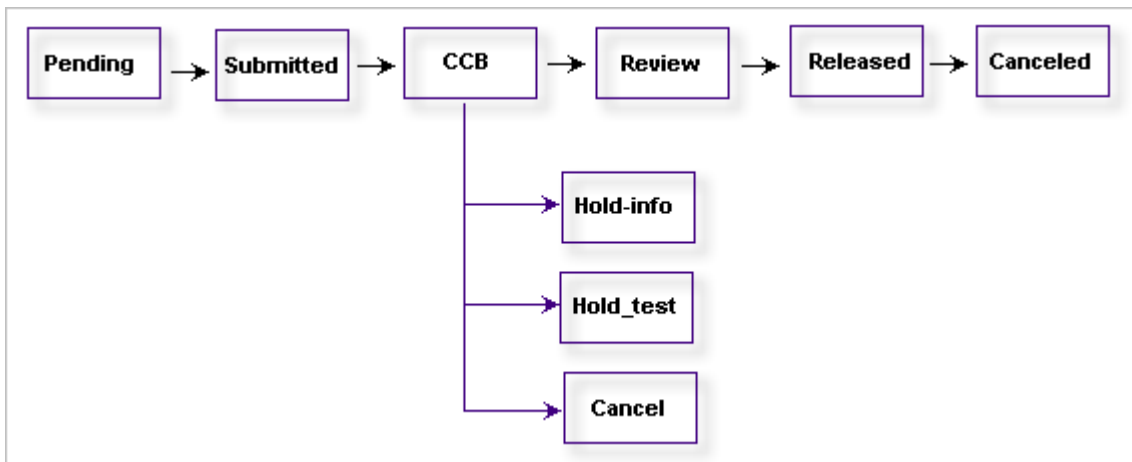 Pending
Submitted
CCB
Review
Released
Canceled
Hold-info
Hold_test
Cancel